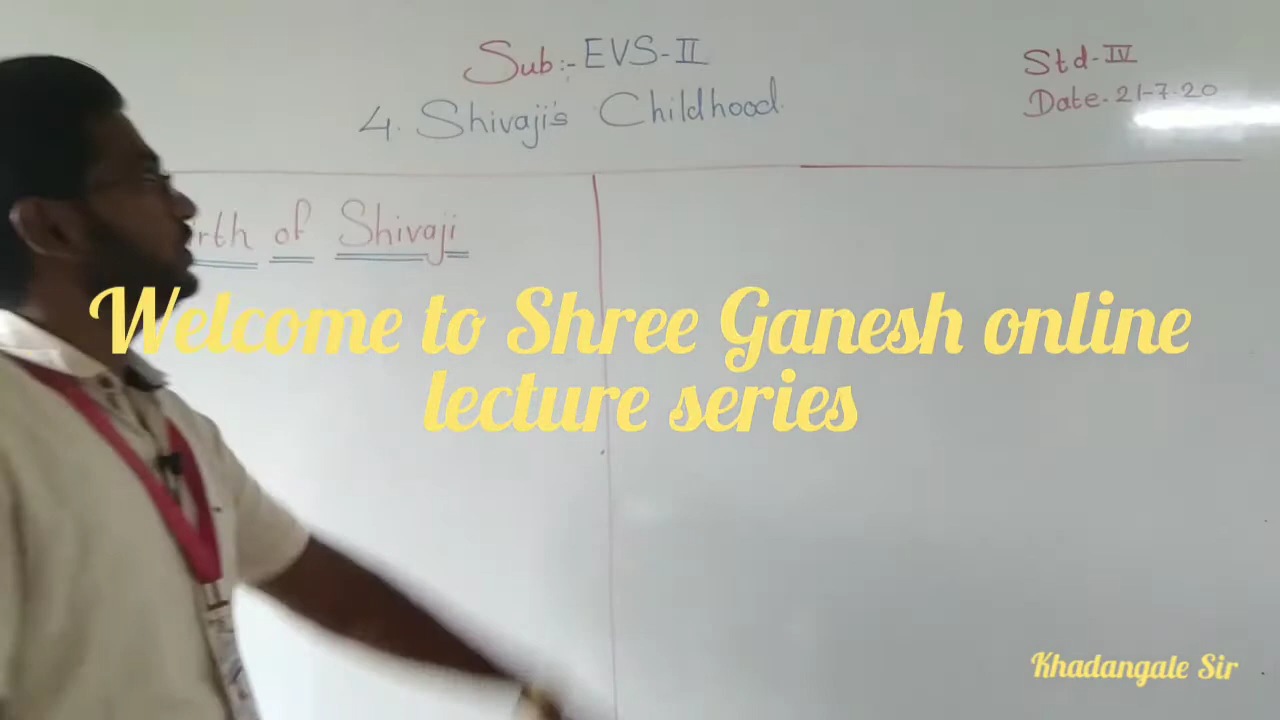 Sub:- EVS-II
Std-IV
4. Shivaji's Childhood
Date. 21-7-20
irth of Shivaji
Welcome to Shree Ganesh online
lecture series
Khadangale Sir